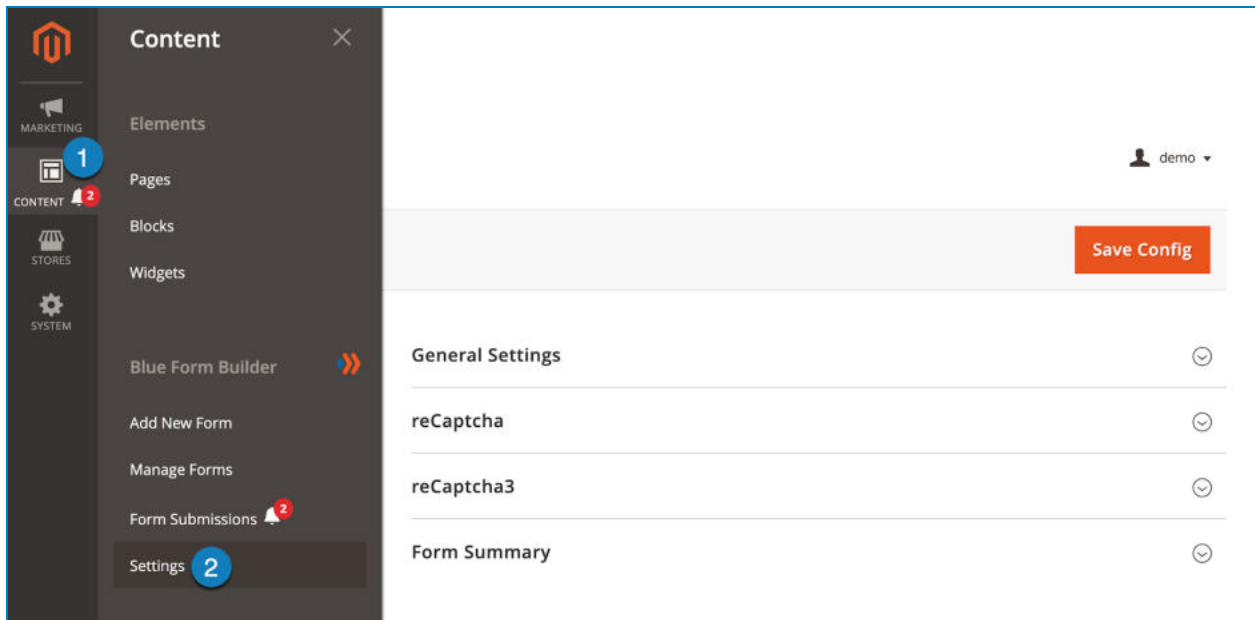 Content
MARKETING
Elements
1
CONTENT 2
Pages
Blocks
Widgets
STORES
SYSTEM
Blue Form Builder
Add New Form
Manage Forms
Form Submissions 2
Settings 2
demo
Save Config
General Settings
reCaptcha
reCaptcha3
Form Summary